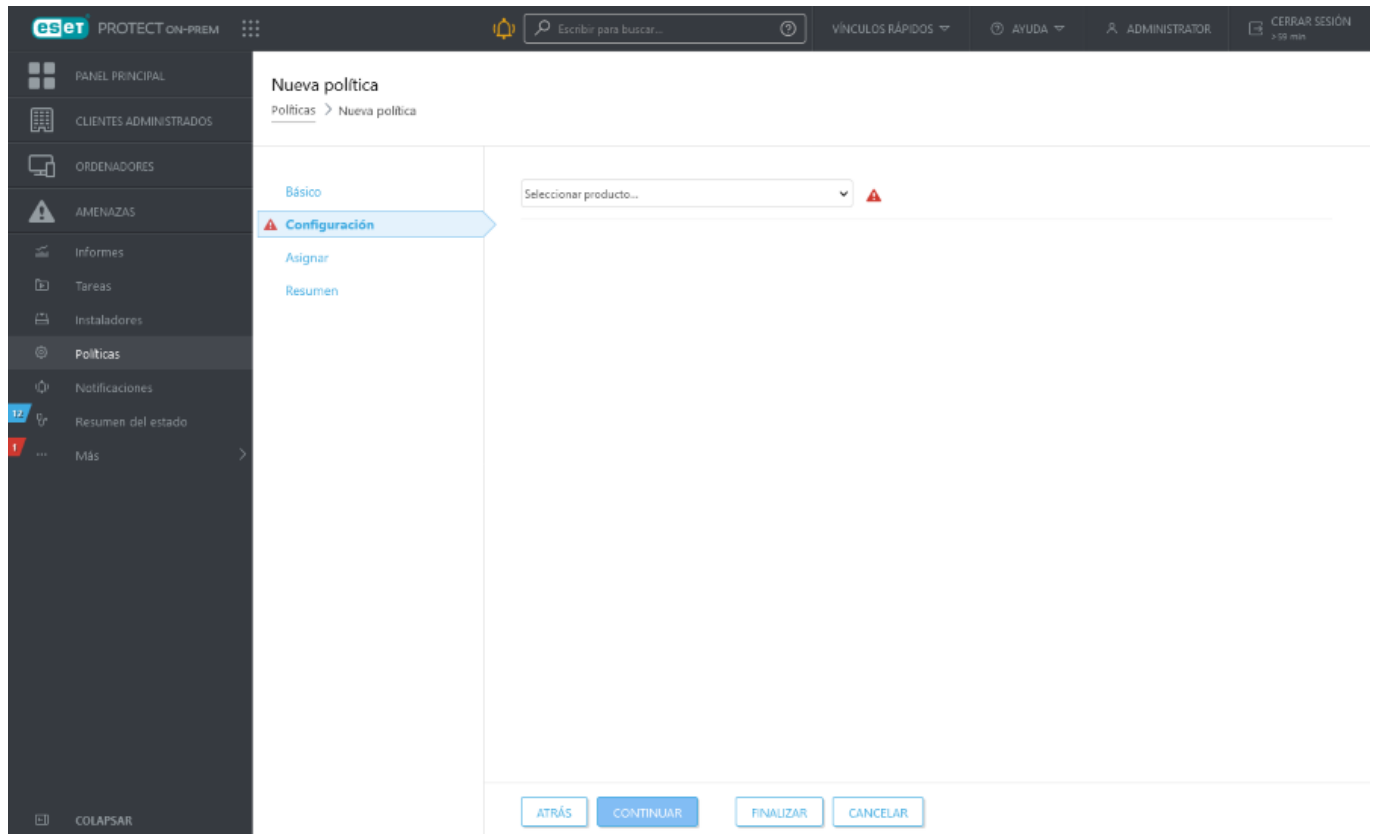 eset PROTECT ON-PREM
Escribir para buscar...
VÍNCULOS RÁPIDOS
AYUDA
ADMINISTRATOR
CERRAR SESIÓN
>59 min
PANEL PRINCIPAL
CLIENTES ADMINISTRADOS
ORDENADORES
AMENAZAS
Informes
Tareas
Instaladores
Políticas
Notificaciones
12 Resumen del estado
1 ... Más
COLAPSAR
Nueva política
Políticas > Nueva política
Básico
Configuración
Asignar
Resumen
Seleccionar producto...
ATRÁS
CONTINUAR
FINALIZAR
CANCELAR